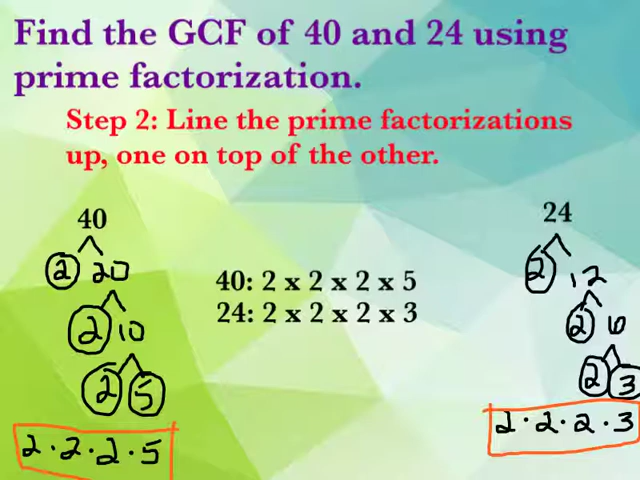 Find the GCF of 40 and 24 using
prime factorization.
Step 2: Line the prime factorizations
up, one on top of the other.
40
2 20
2 10
2 5
2 · 2 · 2 · 5
40: 2 x 2 x 2 x 5
24: 2 x 2 x 2 x 3
24
2 12
2 6
2 3
2 · 2 · 2 · 3